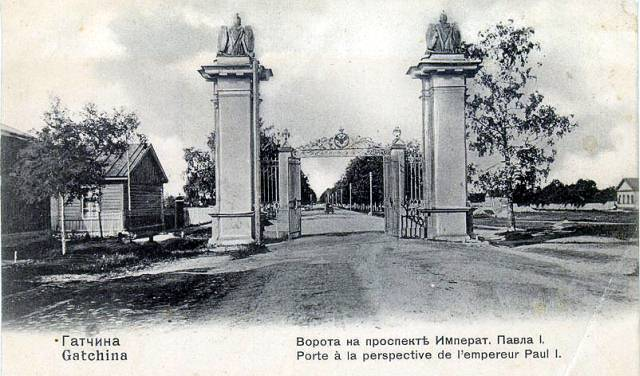 Гатчина
Gatchina
Ворота на проспектѣ Императ. Павла I.
Porte à la perspective de l'empereur Paul I.